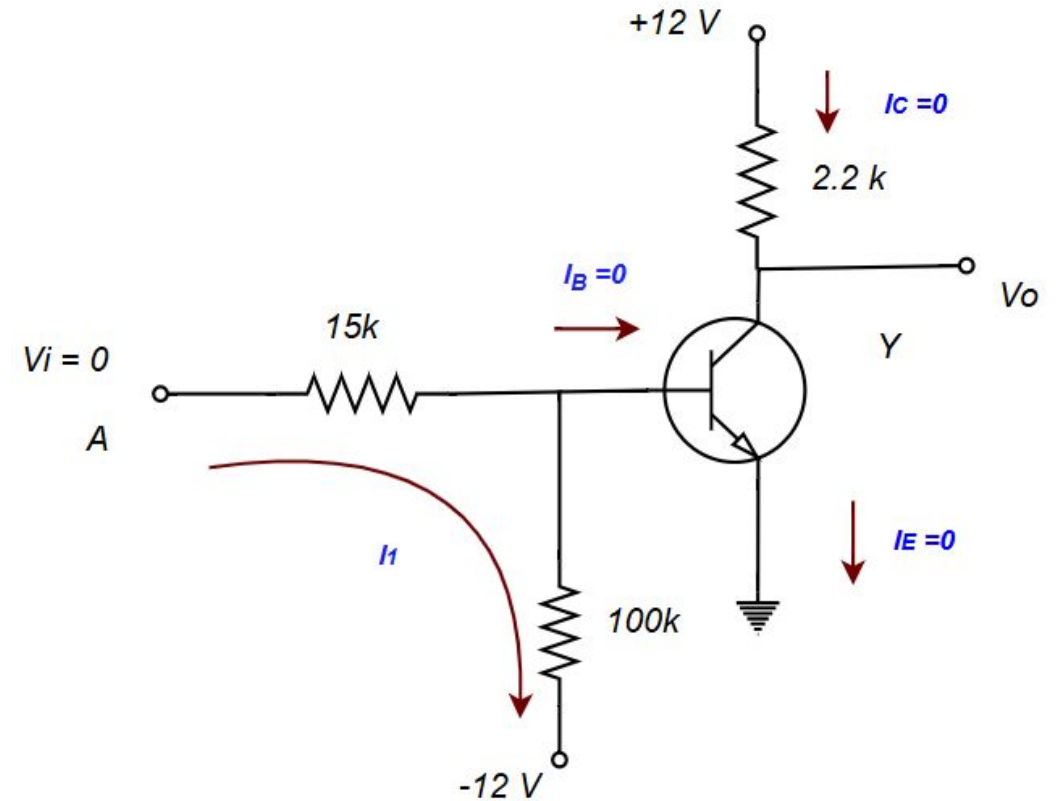 +12 V
IC =0
2.2 k
IB =0
Vo
15k
Y
Vi = 0
A
I1
IE =0
100k
-12 V